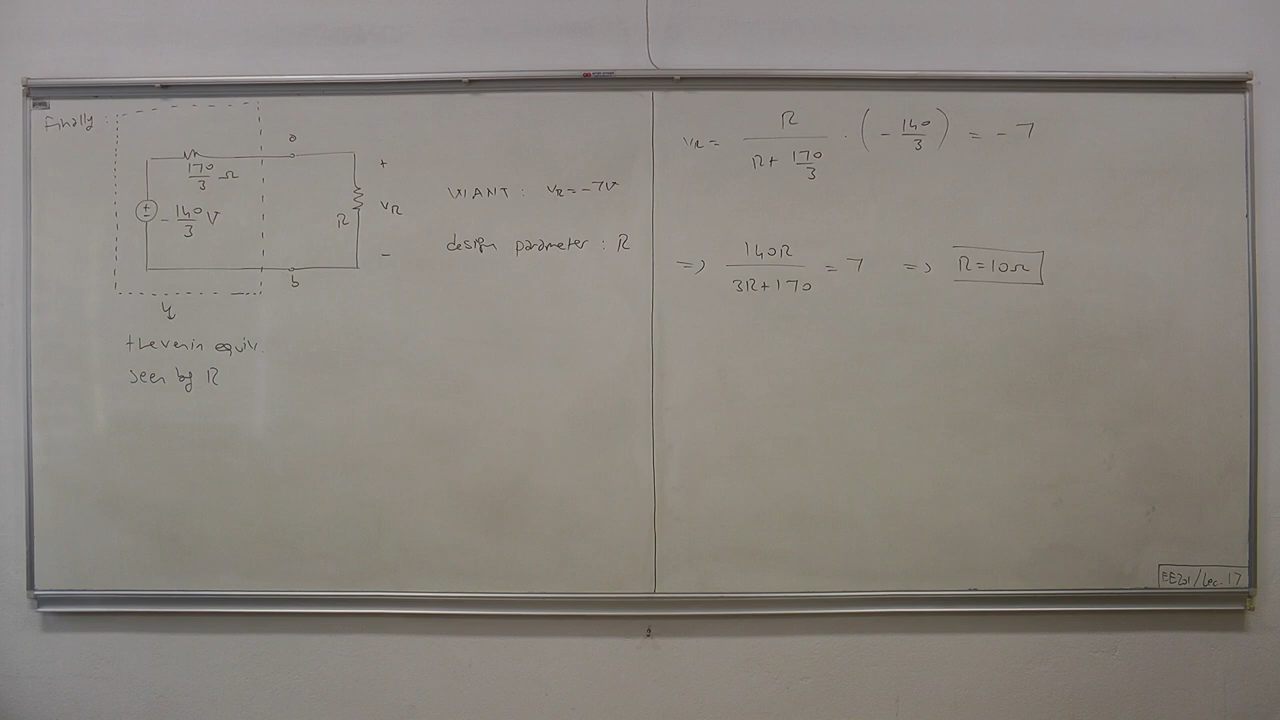 Finally :
a
170/3 Ω
+
- 140/3 V
R
vR
-
b
thevenin equiv.
seen by R
WANT : vR = -7V
design parameter : R
vR = R / (R + 170/3) · (- 140/3) = -7
=> 140R / (3R+170) = 7 => R=10Ω
EE201/Lec.17